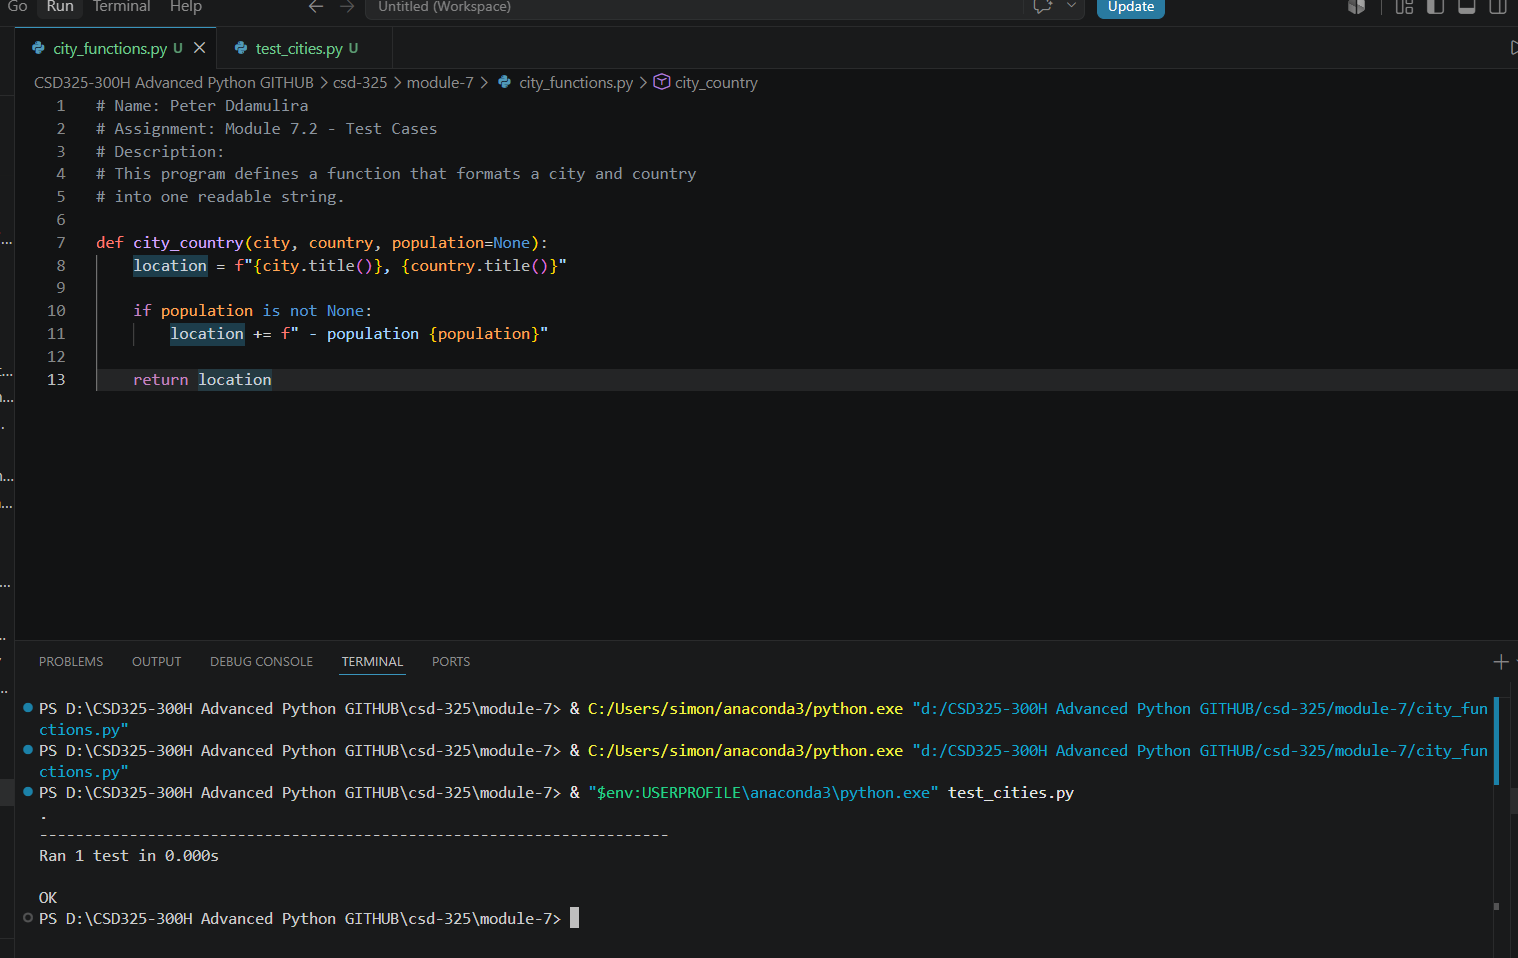 Go Run Terminal Help Untitled (Workspace) Update
city_functions.py U test_cities.py U
CSD325-300H Advanced Python GITHUB > csd-325 > module-7 > city_functions.py > city_country
1 # Name: Peter Ddamulira
2 # Assignment: Module 7.2 - Test Cases
3 # Description:
4 # This program defines a function that formats a city and country
5 # into one readable string.
6
7 def city_country(city, country, population=None):
8     location = f"{city.title()}, {country.title()}"
9
10     if population is not None:
11         location += f" - population {population}"
12
13     return location
PROBLEMS OUTPUT DEBUG CONSOLE TERMINAL PORTS
PS D:\CSD325-300H Advanced Python GITHUB\csd-325\module-7> & C:/Users/simon/anaconda3/python.exe "d:/CSD325-300H Advanced Python GITHUB/csd-325/module-7/city_fun
ctions.py"
PS D:\CSD325-300H Advanced Python GITHUB\csd-325\module-7> & C:/Users/simon/anaconda3/python.exe "d:/CSD325-300H Advanced Python GITHUB/csd-325/module-7/city_fun
ctions.py"
PS D:\CSD325-300H Advanced Python GITHUB\csd-325\module-7> & "$env:USERPROFILE\anaconda3\python.exe" test_cities.py
.
----------------------------------------------------------------------
Ran 1 test in 0.000s
OK
PS D:\CSD325-300H Advanced Python GITHUB\csd-325\module-7>